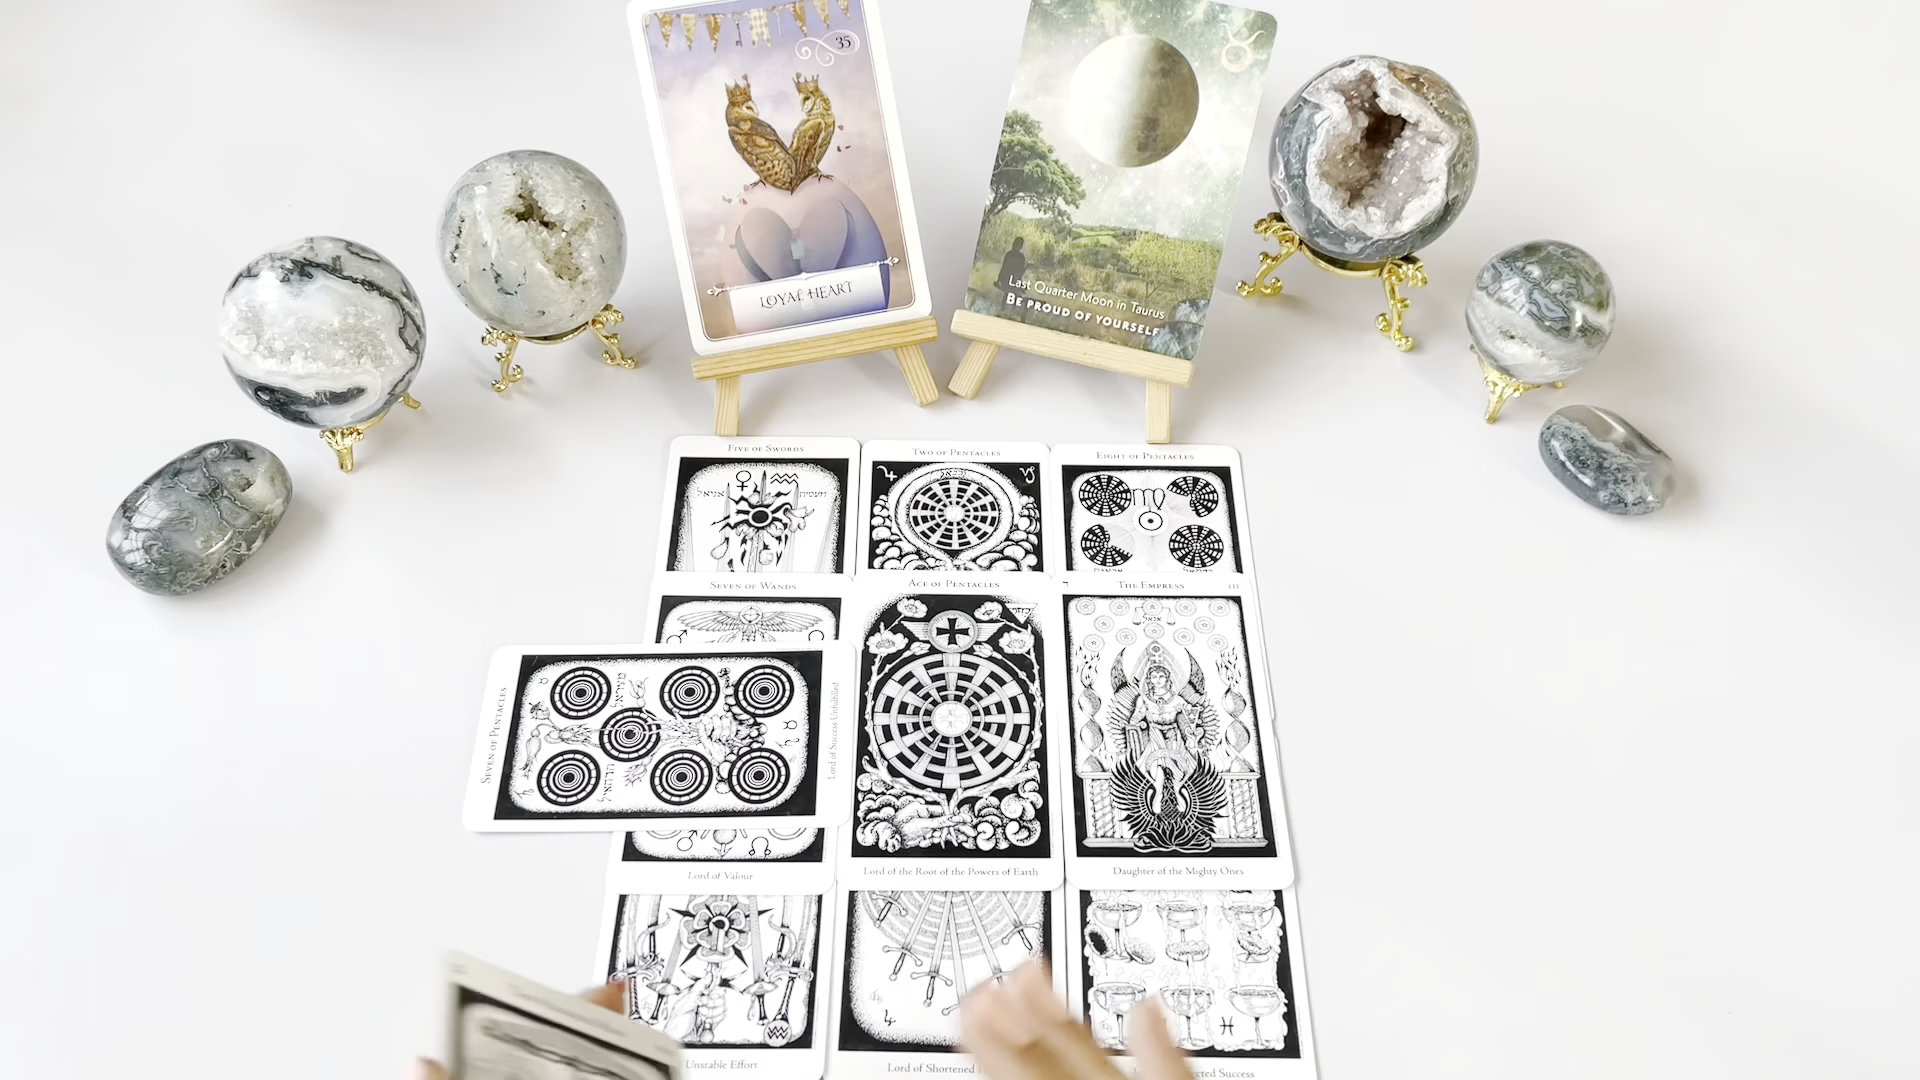 35
LOYAL HEART
Last Quarter Moon in Taurus
BE PROUD OF YOURSELF
FIVE OF SWORDS
TWO OF PENTACLES
EIGHT OF PENTACLES
SEVEN OF WANDS
ACE OF PENTACLES
THE EMPRESS
III
SEVEN OF PENTACLES
Lord of Success Unfulfilled
Lord of Valour
Lord of the Root of the Powers of Earth
Daughter of the Mighty Ones
Unstable Effort
Lord of Shortened
Success